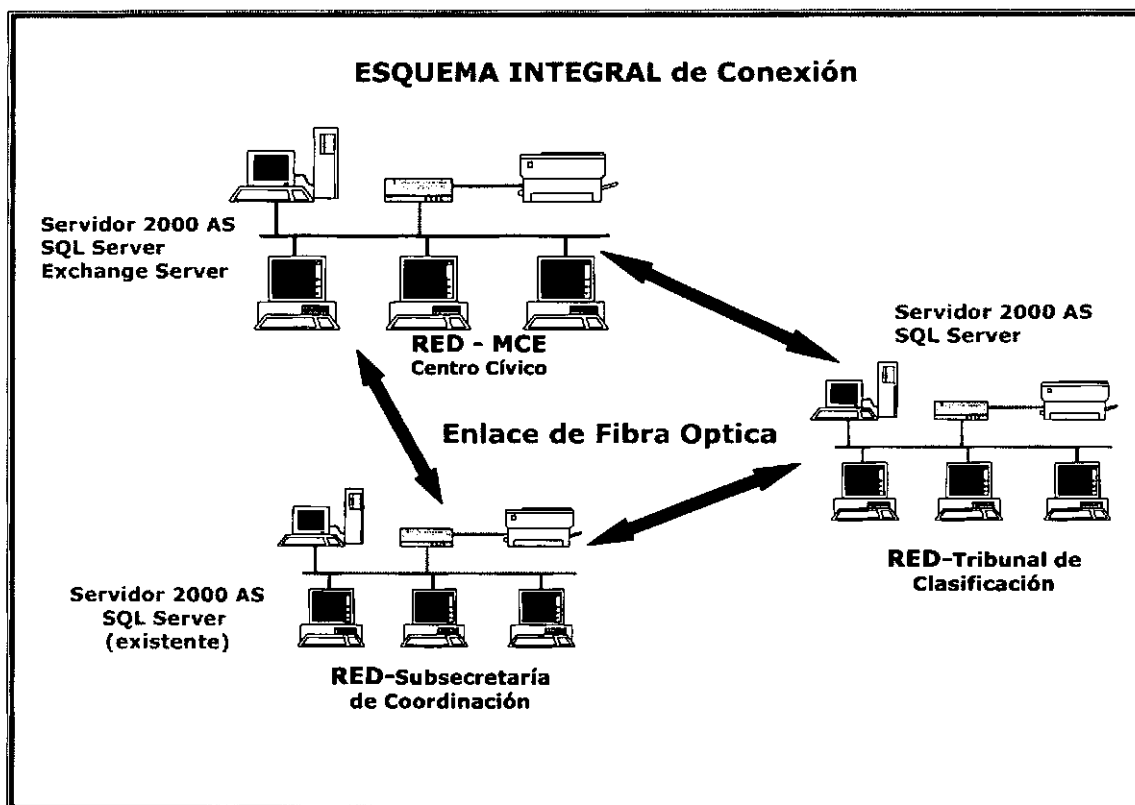 ESQUEMA INTEGRAL de Conexión
Servidor 2000 AS
SQL Server
Exchange Server
RED - MCE
Centro Cívico
Servidor 2000 AS
SQL Server
Enlace de Fibra Optica
RED-Tribunal de
Clasificación
Servidor 2000 AS
SQL Server
(existente)
RED-Subsecretaría
de Coordinación